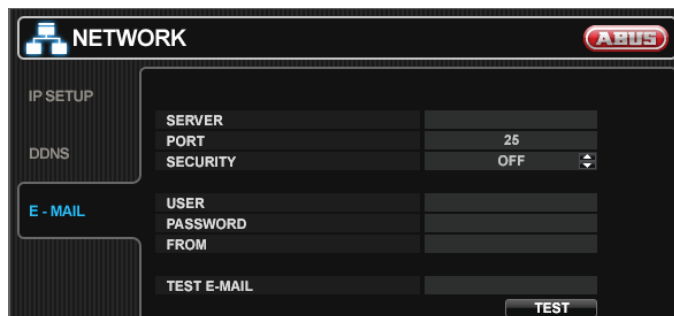 NETWORK
ABUS
IP SETUP
DDNS
E - MAIL
SERVER
PORT 25
SECURITY OFF
USER
PASSWORD
FROM
TEST E-MAIL
TEST